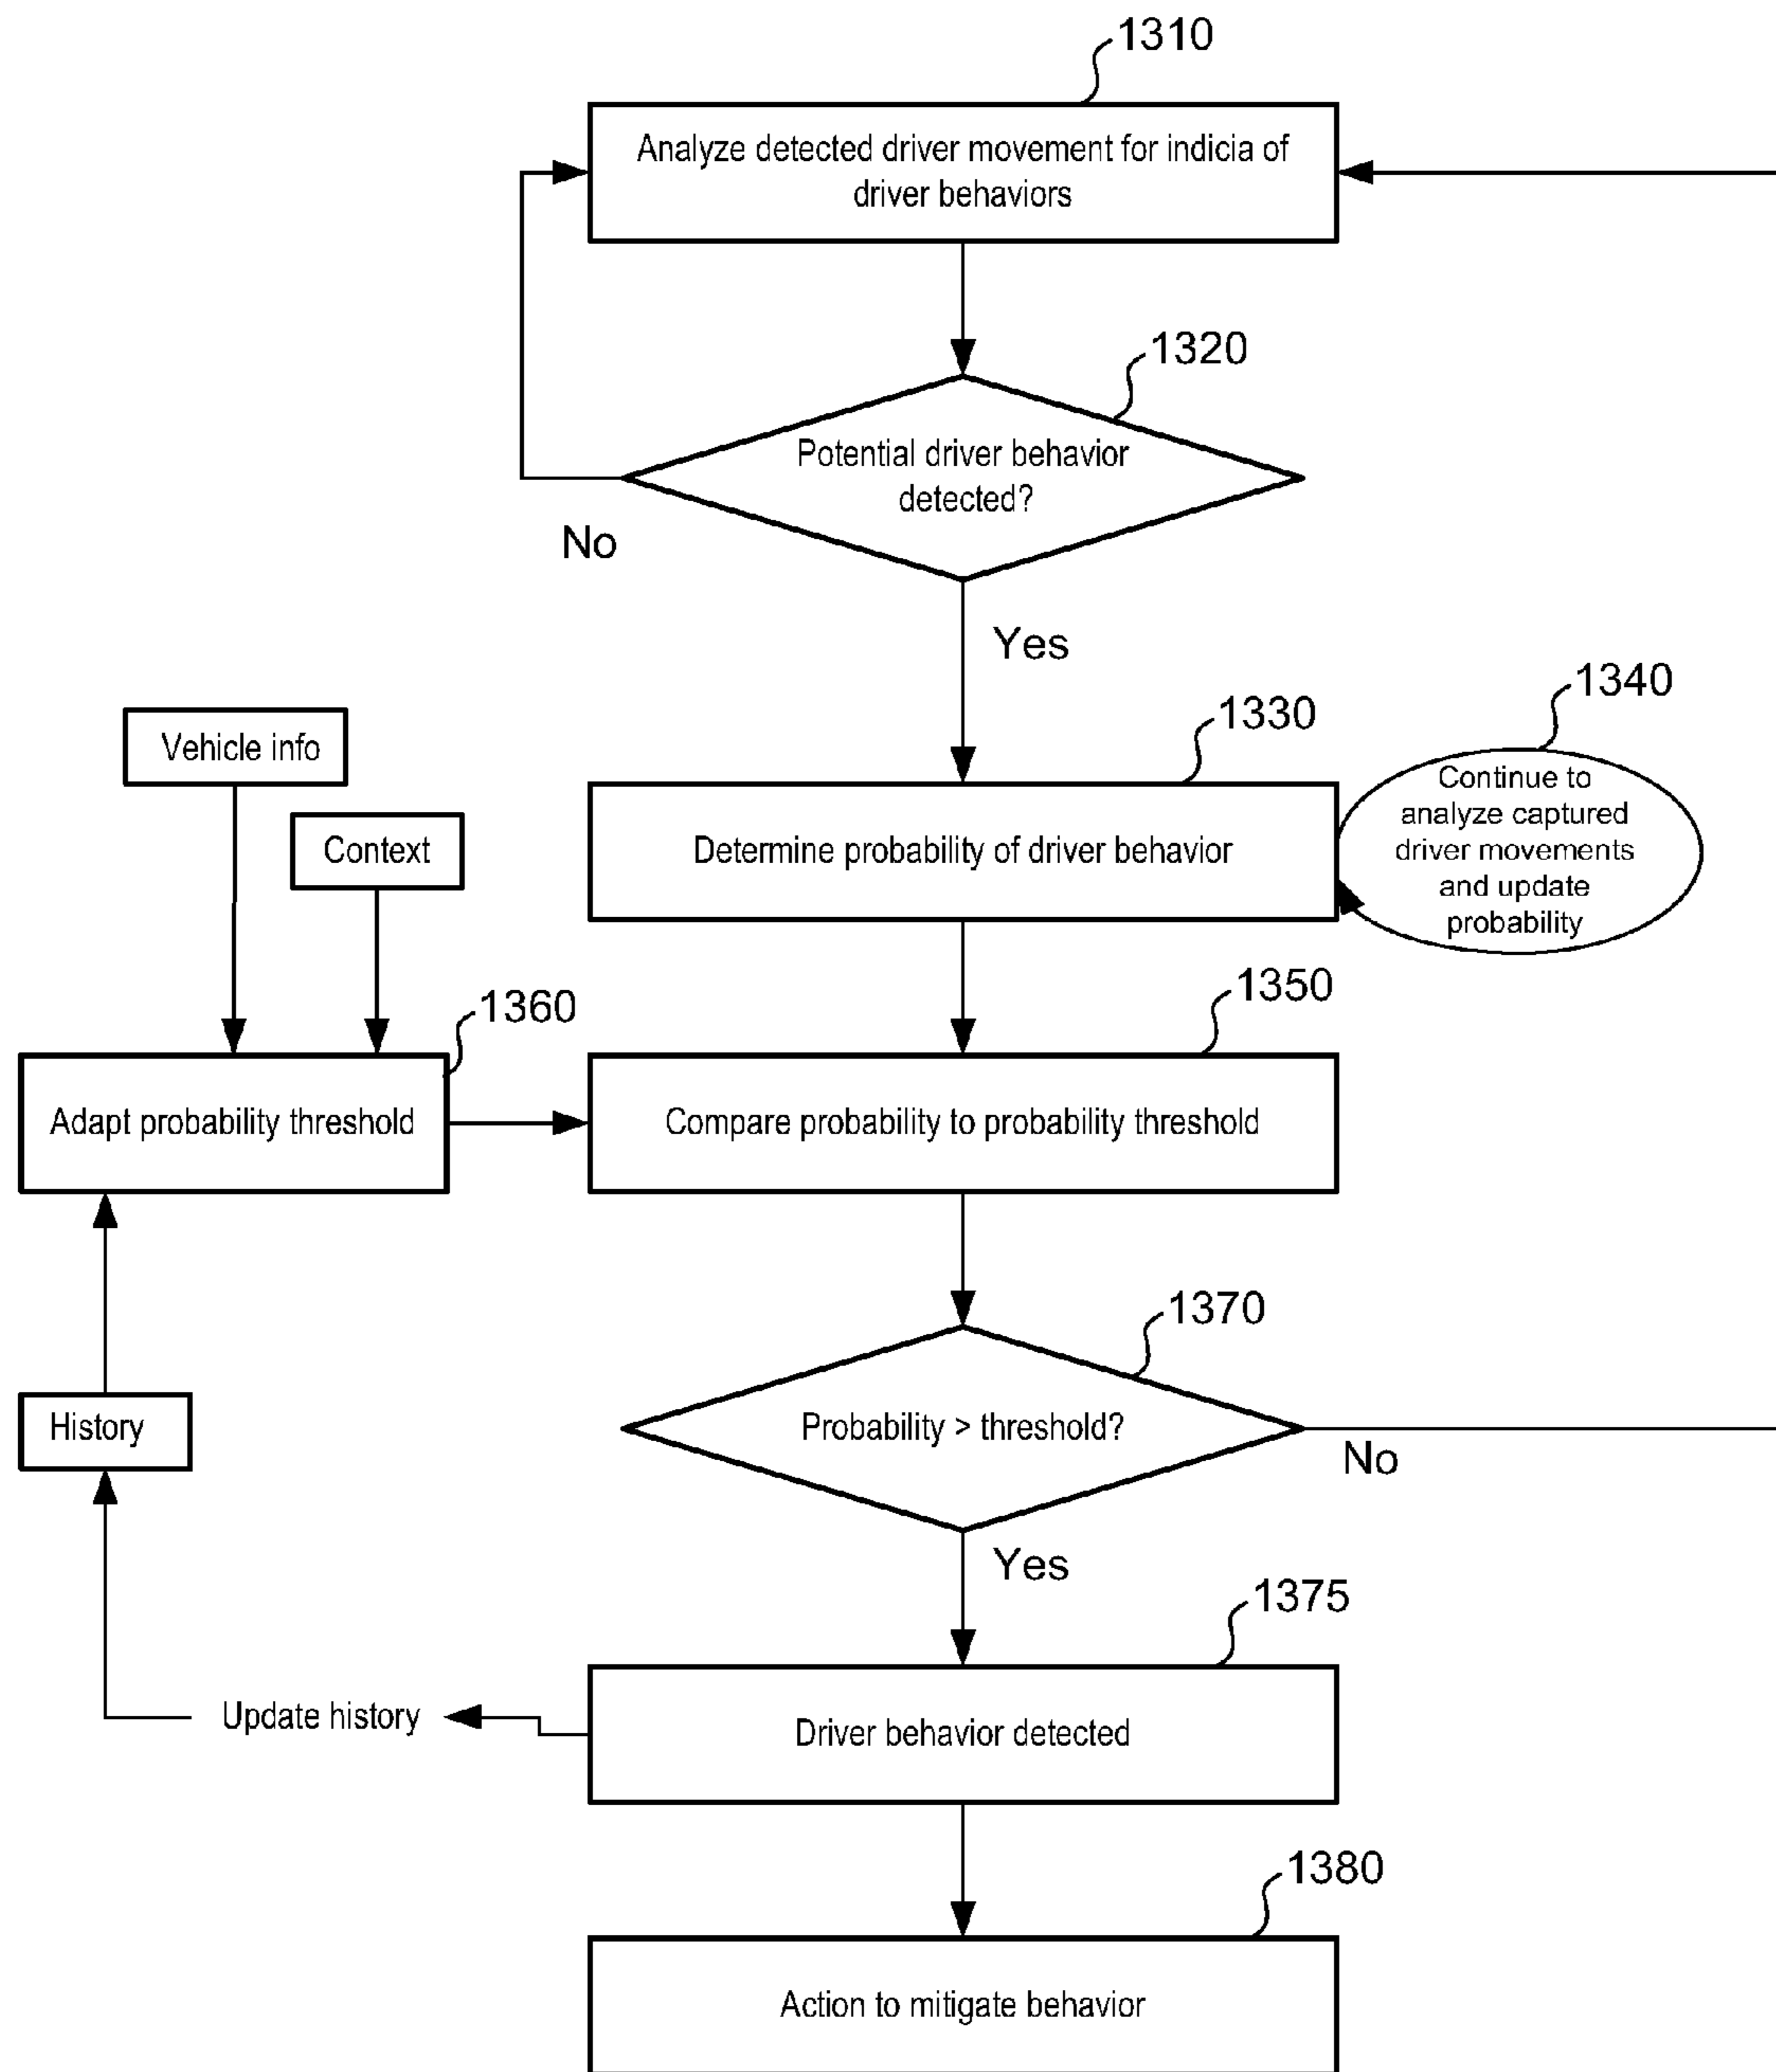 1310
Analyze detected driver movement for indicia of
driver behaviors
1320
Potential driver behavior
detected?
No
Yes
1340
1330
Vehicle info
Continue to
analyze captured
driver movements
and update
probability
Context
Determine probability of driver behavior
1350
1360
Adapt probability threshold
Compare probability to probability threshold
1370
History
Probability > threshold?
No
Yes
1375
Update history
Driver behavior detected
1380
Action to mitigate behavior